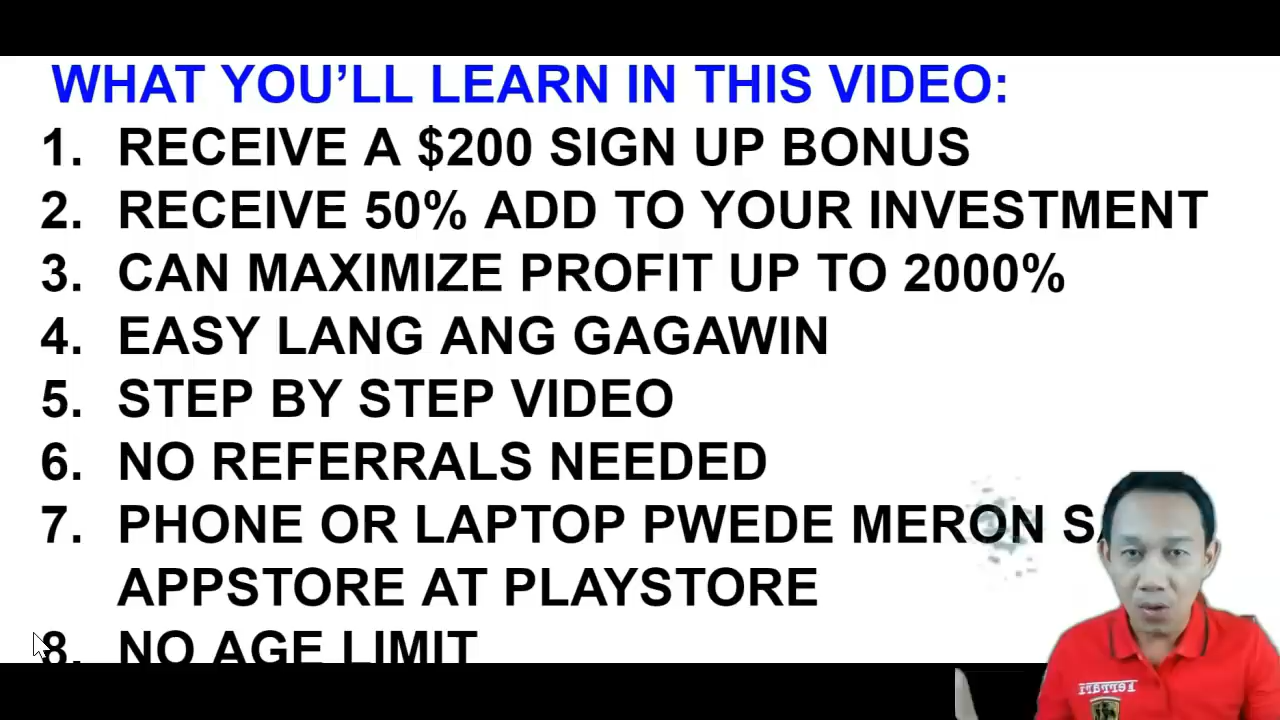 WHAT YOU'LL LEARN IN THIS VIDEO:
1. RECEIVE A $200 SIGN UP BONUS
2. RECEIVE 50% ADD TO YOUR INVESTMENT
3. CAN MAXIMIZE PROFIT UP TO 2000%
4. EASY LANG ANG GAGAWIN
5. STEP BY STEP VIDEO
6. NO REFERRALS NEEDED
7. PHONE OR LAPTOP PWEDE MERON
APPSTORE AT PLAYSTORE
8. NO AGE LIMIT
Ferrari